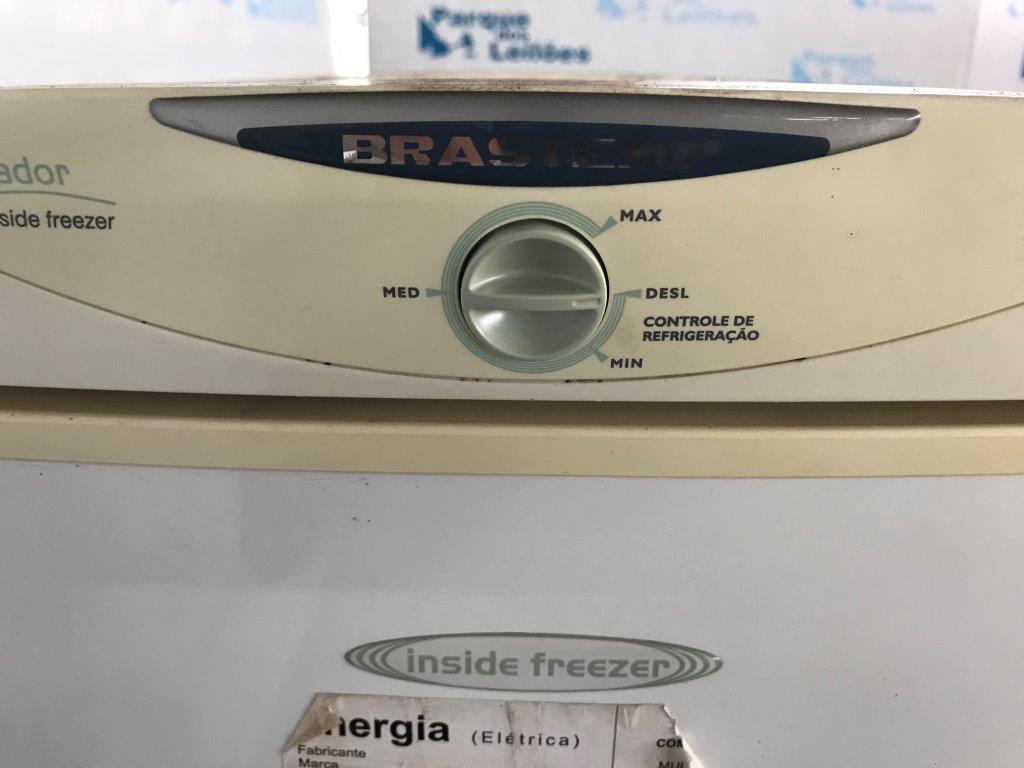 Parque
dos
Leilões
BRASTEMP
ador
side freezer
MAX
MED
DESL
CONTROLE DE
REFRIGERAÇÃO
MIN
inside freezer
nergia (Elétrica)
Fabricante
Marca